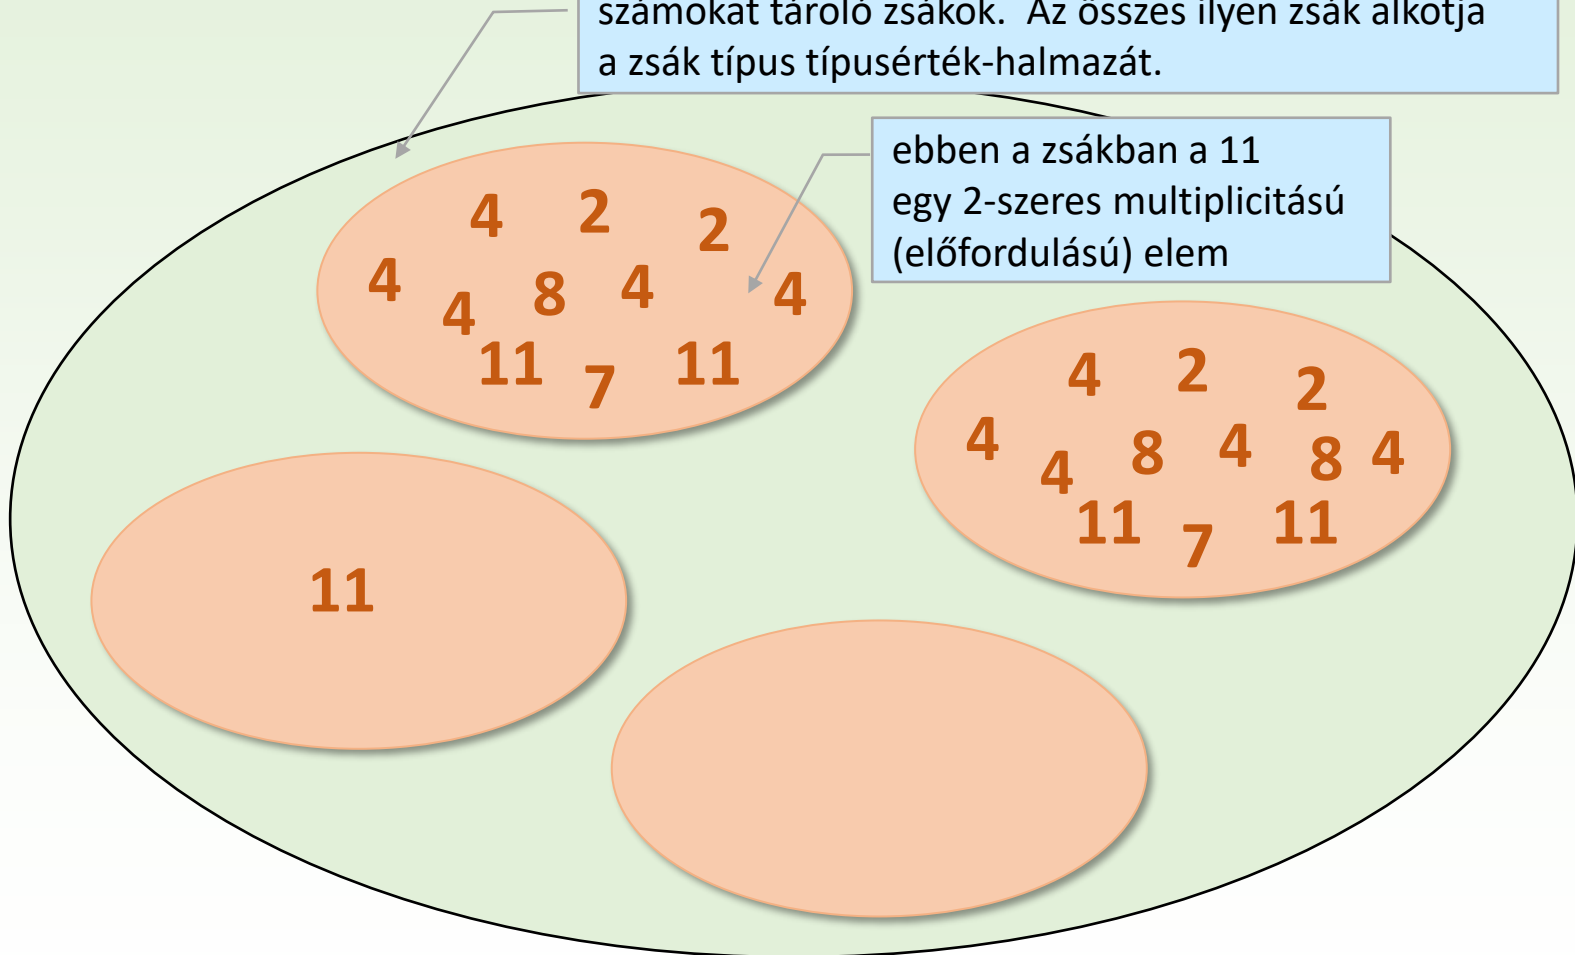 számokat tároló zsákok. Az összes ilyen zsák alkotja
a zsák típus típusérték-halmazát.
ebben a zsákban a 11
egy 2-szeres multiplicitású
(előfordulású) elem
4 2 2
4 4 8 4 4
11 7 11
4 2 2
4 4 8 4 8 4
11 7 11
11